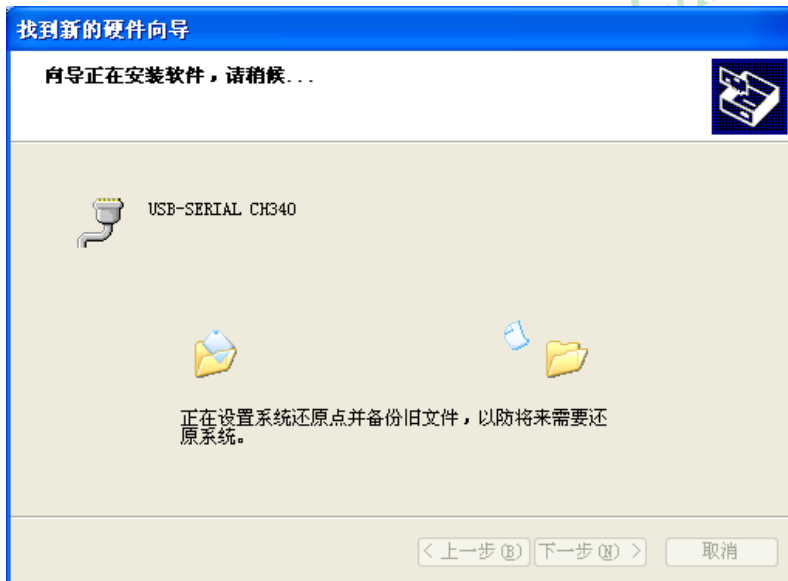 找到新的硬件向导
向导正在安装软件，请稍候...
USB-SERIAL CH340
正在设置系统还原点并备份旧文件，以防将来需要还
原系统。
< 上一步(B) 下一步(N) > 取消